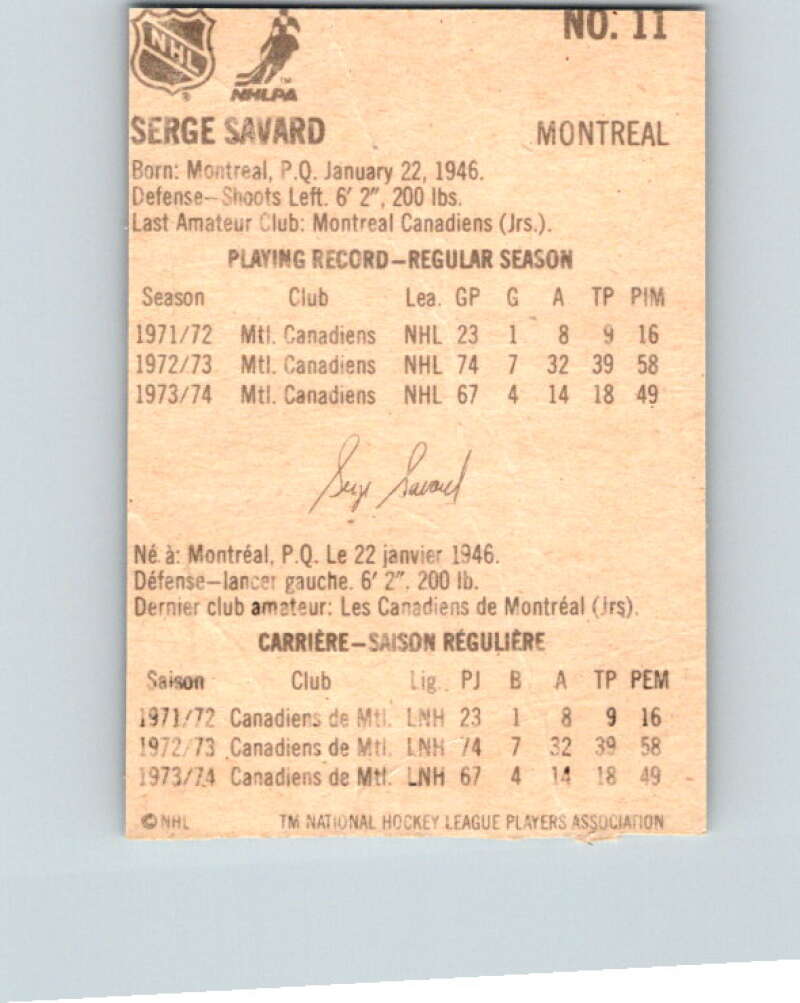 NO. 11
NHL
NHLPA
SERGE SAVARD MONTREAL
Born: Montreal, P.Q. January 22, 1946.
Defense—Shoots Left. 6' 2", 200 lbs.
Last Amateur Club: Montreal Canadiens (Jrs.).
PLAYING RECORD—REGULAR SEASON
Season Club Lea. GP G A TP PIM
1971/72 Mtl. Canadiens NHL 23 1 8 9 16
1972/73 Mtl. Canadiens NHL 74 7 32 39 58
1973/74 Mtl. Canadiens NHL 67 4 14 18 49
Serge Savard
Né à: Montréal, P.Q. Le 22 janvier 1946.
Défense—lancer gauche. 6' 2". 200 lb.
Dernier club amateur: Les Canadiens de Montréal (Jrs).
CARRIÈRE—SAISON RÉGULIÈRE
Saison Club Lig. PJ B A TP PEM
1971/72 Canadiens de Mtl. LNH 23 1 8 9 16
1972/73 Canadiens de Mtl. LNH 74 7 32 39 58
1973/74 Canadiens de Mtl. LNH 67 4 14 18 49
© NHL TM NATIONAL HOCKEY LEAGUE PLAYERS ASSOCIATION